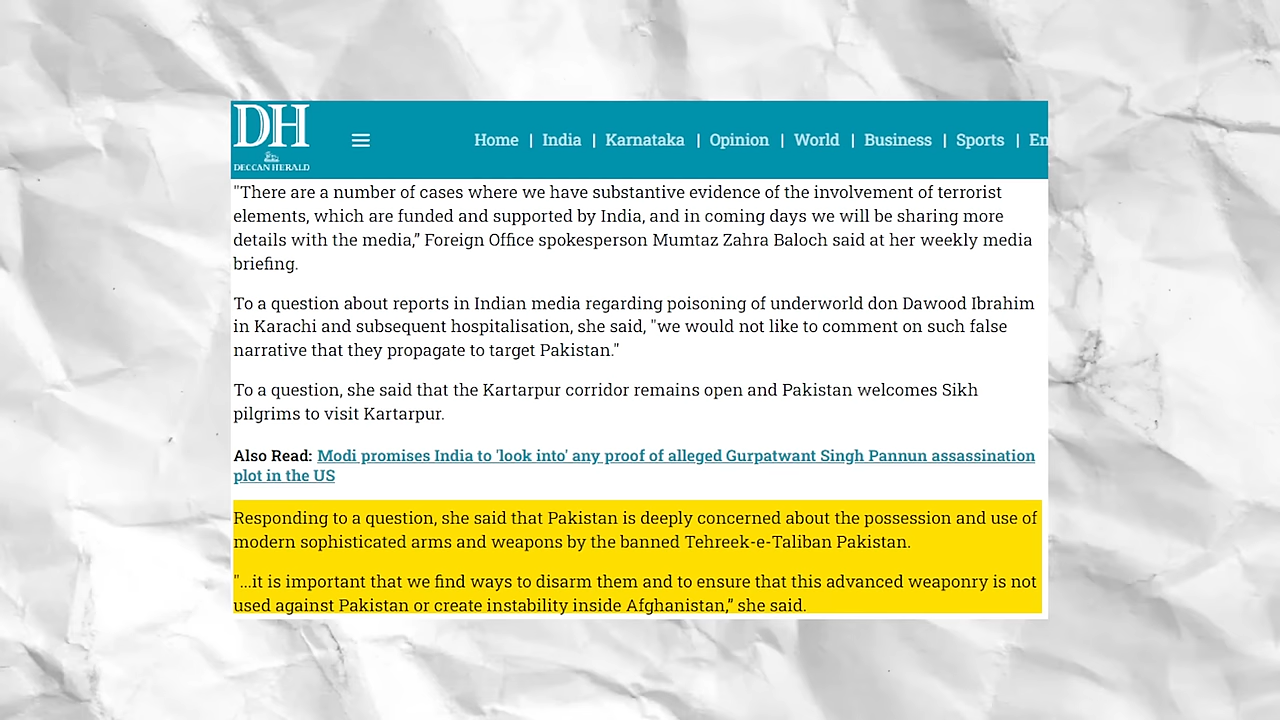 DH
DECCAN HERALD
Home | India | Karnataka | Opinion | World | Business | Sports | En
"There are a number of cases where we have substantive evidence of the involvement of terrorist
elements, which are funded and supported by India, and in coming days we will be sharing more
details with the media,” Foreign Office spokesperson Mumtaz Zahra Baloch said at her weekly media
briefing.
To a question about reports in Indian media regarding poisoning of underworld don Dawood Ibrahim
in Karachi and subsequent hospitalisation, she said, "we would not like to comment on such false
narrative that they propagate to target Pakistan."
To a question, she said that the Kartarpur corridor remains open and Pakistan welcomes Sikh
pilgrims to visit Kartarpur.
Also Read: Modi promises India to 'look into' any proof of alleged Gurpatwant Singh Pannun assassination
plot in the US
Responding to a question, she said that Pakistan is deeply concerned about the possession and use of
modern sophisticated arms and weapons by the banned Tehreek-e-Taliban Pakistan.
"...it is important that we find ways to disarm them and to ensure that this advanced weaponry is not
used against Pakistan or create instability inside Afghanistan,” she said.